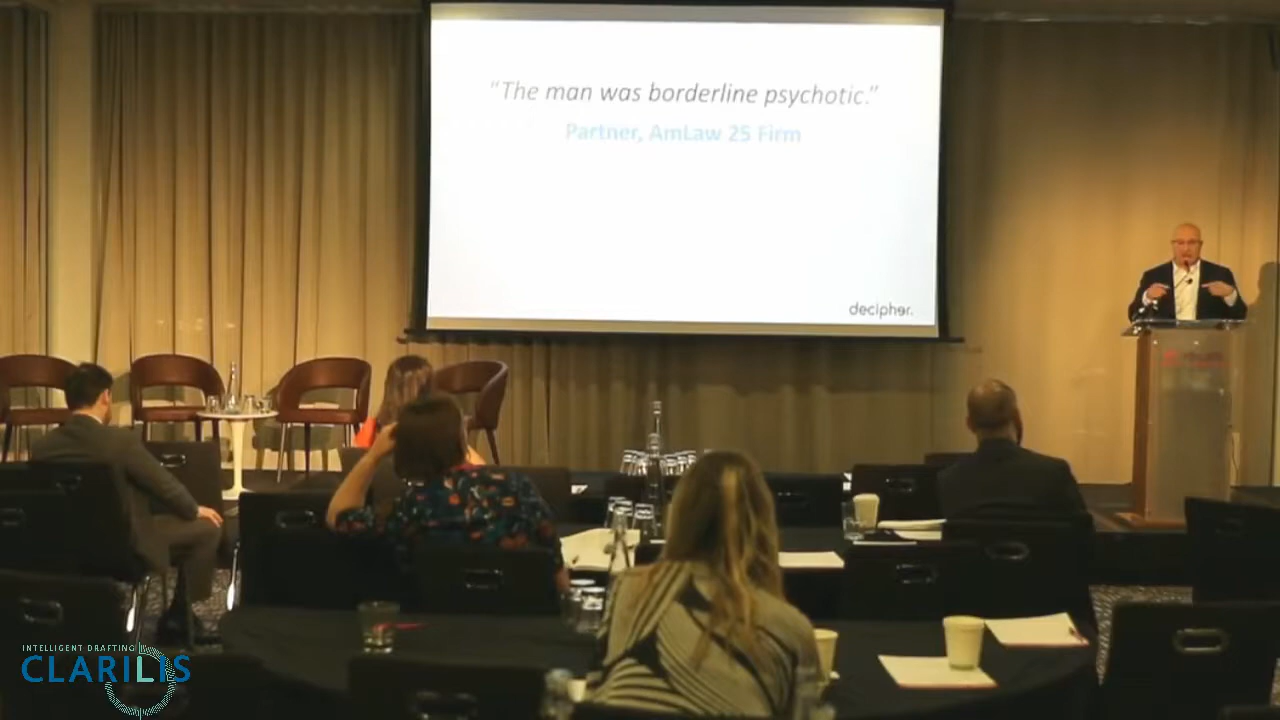 "The man was borderline psychotic."
Partner, AmLaw 25 Firm
decipher.
INTELLIGENT DRAFTING
CLARILIS